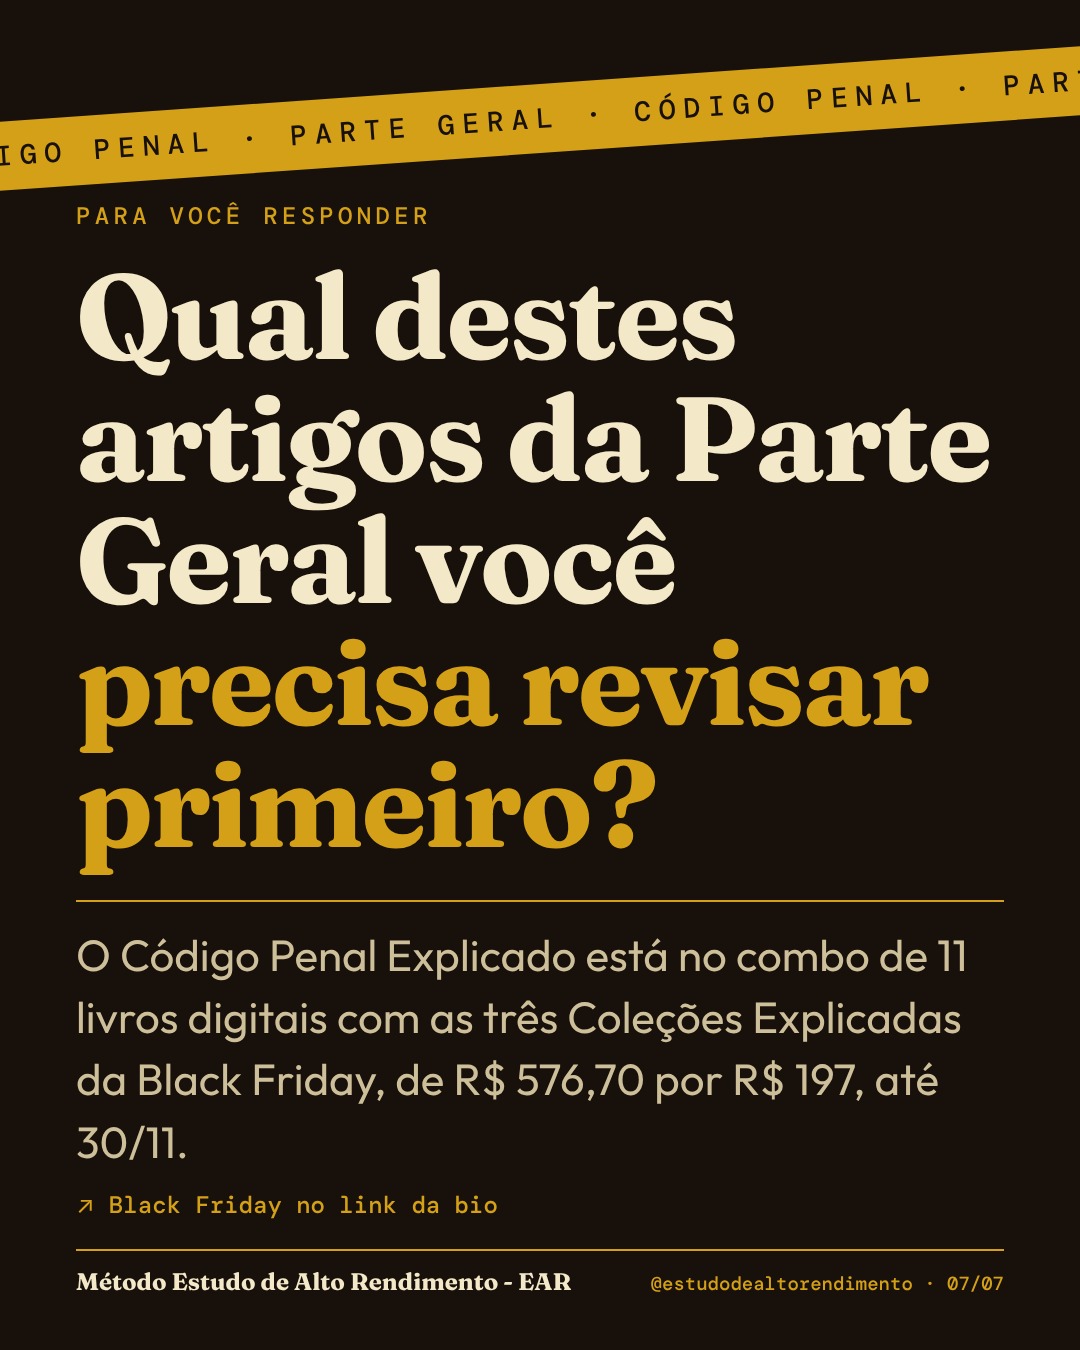 IGO PENAL · PARTE GERAL · CÓDIGO PENAL · PART
PARA VOCÊ RESPONDER
Qual destes
artigos da Parte
Geral você
precisa revisar
primeiro?
O Código Penal Explicado está no combo de 11
livros digitais com as três Coleções Explicadas
da Black Friday, de R$ 576,70 por R$ 197, até
30/11.
↗ Black Friday no link da bio
Método Estudo de Alto Rendimento - EAR
@estudodealtorendimento · 07/07